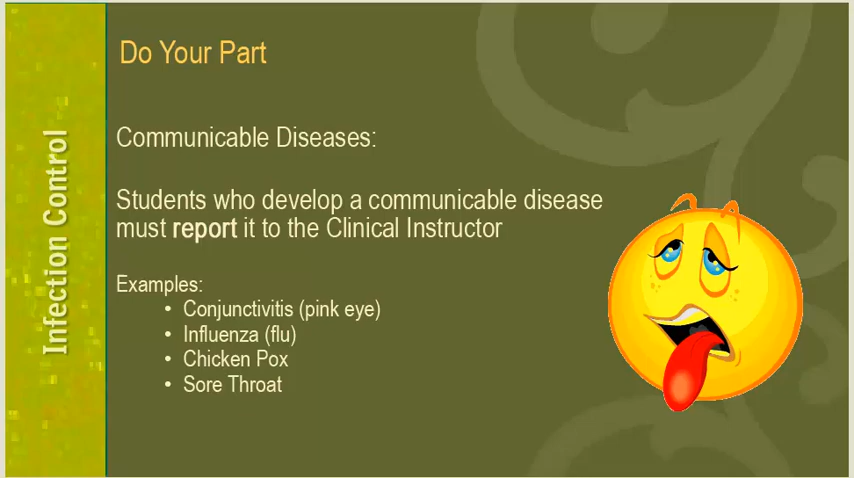 Do Your Part
Infection Control
Communicable Diseases:
Students who develop a communicable disease
must report it to the Clinical Instructor
Examples:
• Conjunctivitis (pink eye)
• Influenza (flu)
• Chicken Pox
• Sore Throat